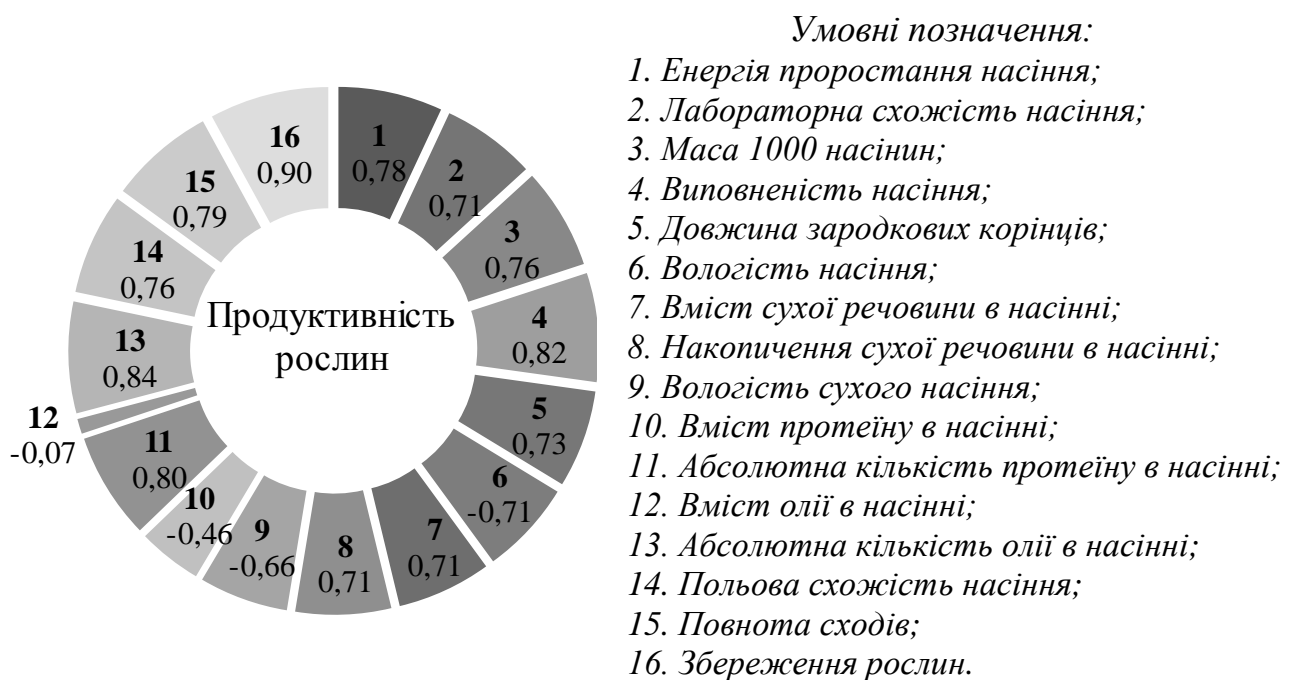 1
0,78
2
0,71
3
0,76
4
0,82
5
0,73
6
-0,71
7
0,71
8
0,71
9
-0,66
10
-0,46
11
0,80
12
-0,07
13
0,84
14
0,76
15
0,79
16
0,90
Продуктивність
рослин
Умовні позначення:
1. Енергія проростання насіння;
2. Лабораторна схожість насіння;
3. Маса 1000 насінин;
4. Виповненість насіння;
5. Довжина зародкових корінців;
6. Вологість насіння;
7. Вміст сухої речовини в насінні;
8. Накопичення сухої речовини в насінні;
9. Вологість сухого насіння;
10. Вміст протеїну в насінні;
11. Абсолютна кількість протеїну в насінні;
12. Вміст олії в насінні;
13. Абсолютна кількість олії в насінні;
14. Польова схожість насіння;
15. Повнота сходів;
16. Збереження рослин.